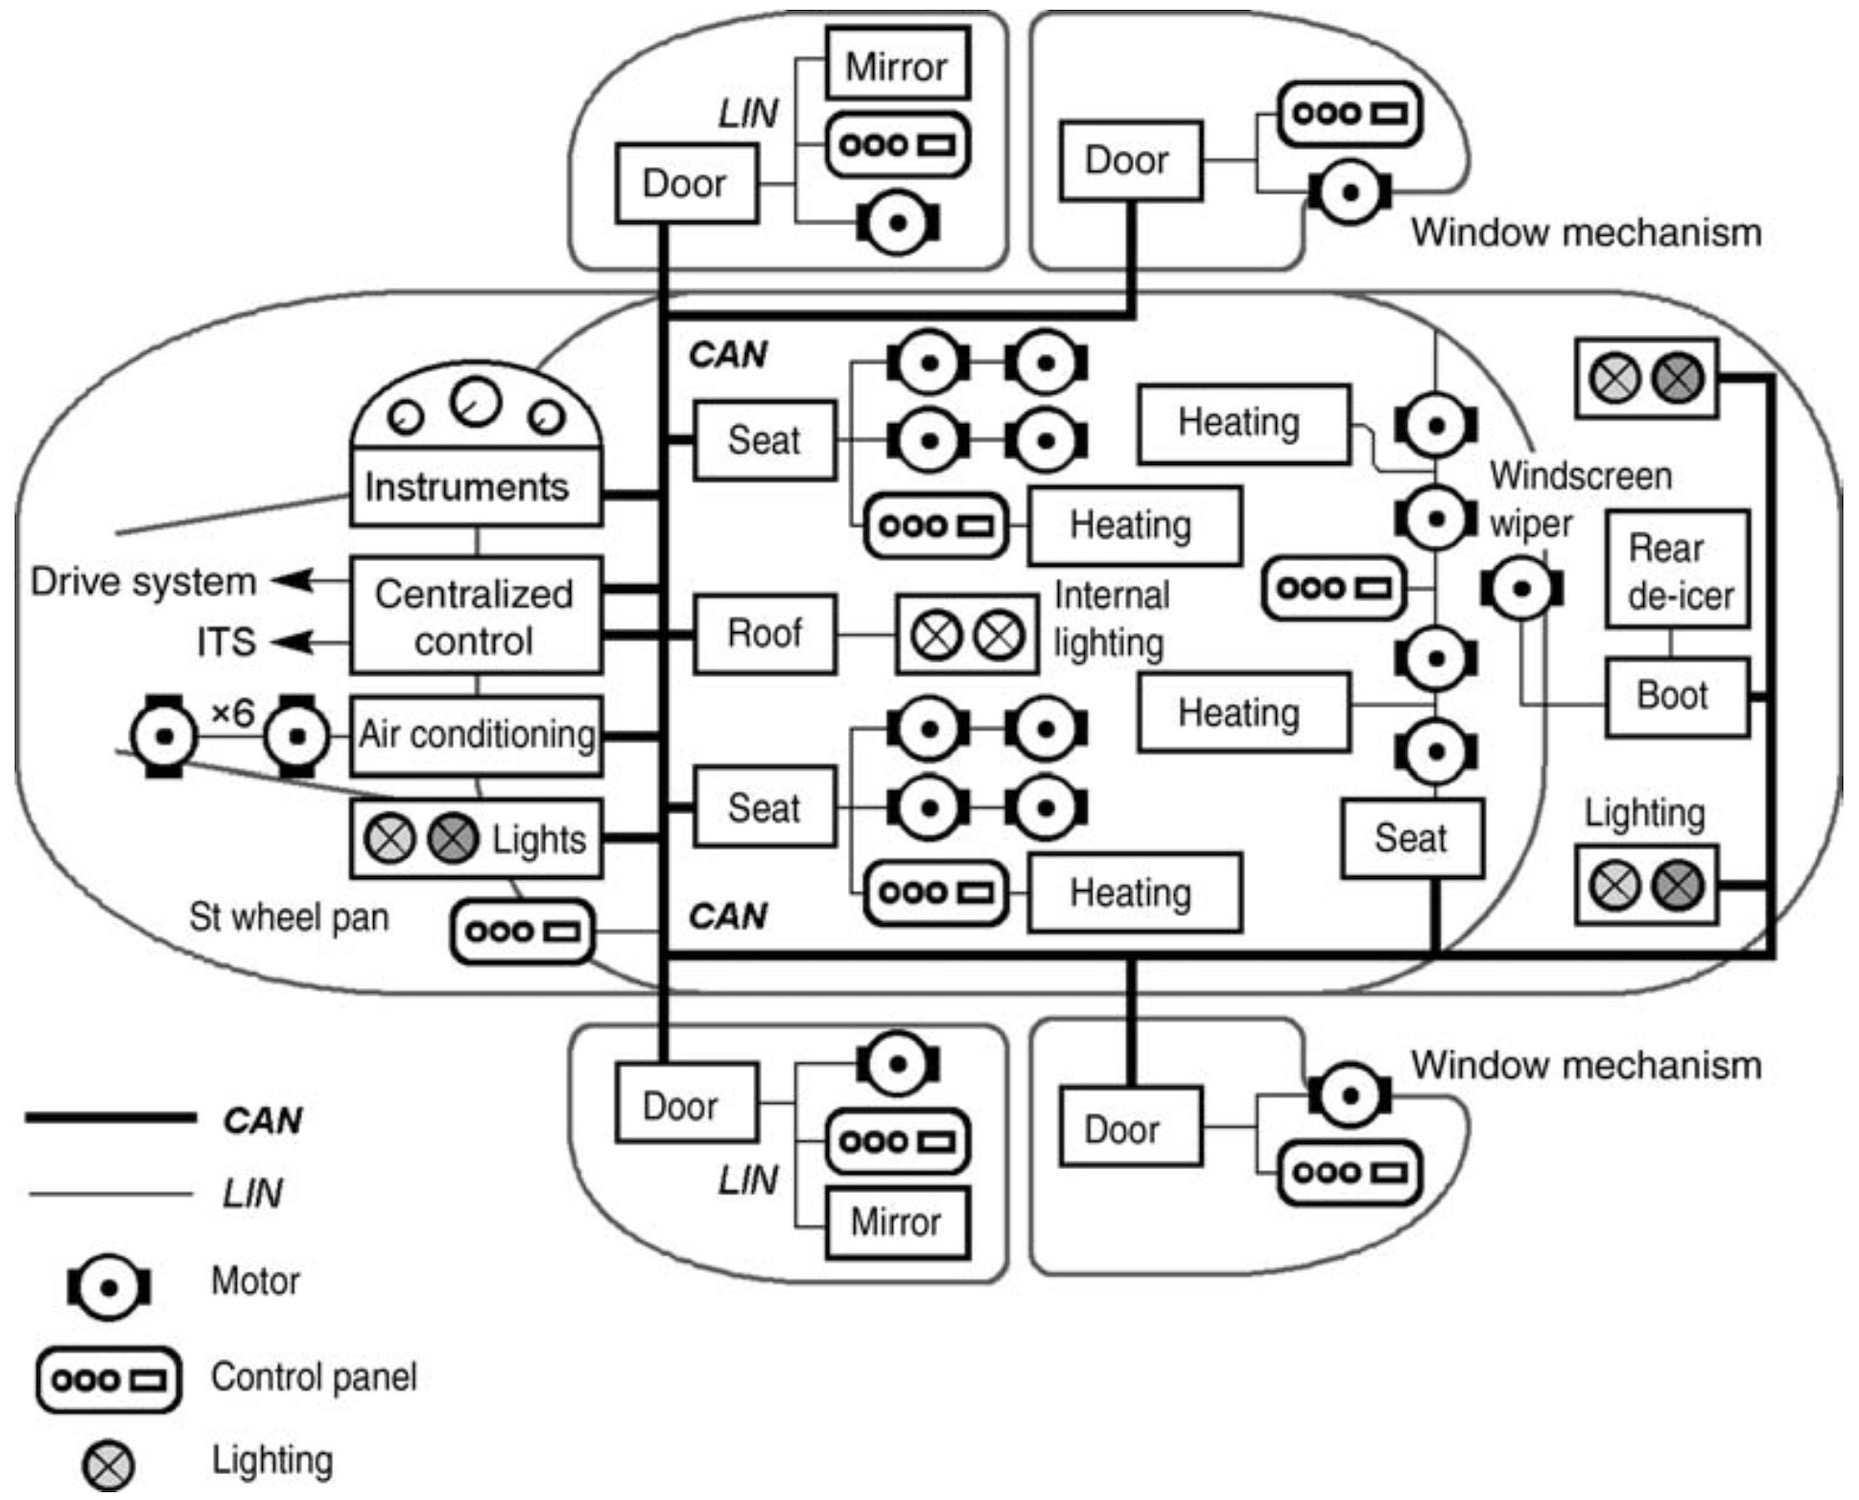 Mirror
LIN
Door
Door
Window mechanism
CAN
Seat
Heating
Instruments
Heating
Windscreen
wiper
Rear
de-icer
Drive system
ITS
Centralized
control
Roof
Internal
lighting
×6
Air conditioning
Heating
Boot
Seat
Lights
Heating
Seat
Lighting
St wheel pan
CAN
Door
LIN
Mirror
Door
Window mechanism
CAN
LIN
Motor
Control panel
Lighting